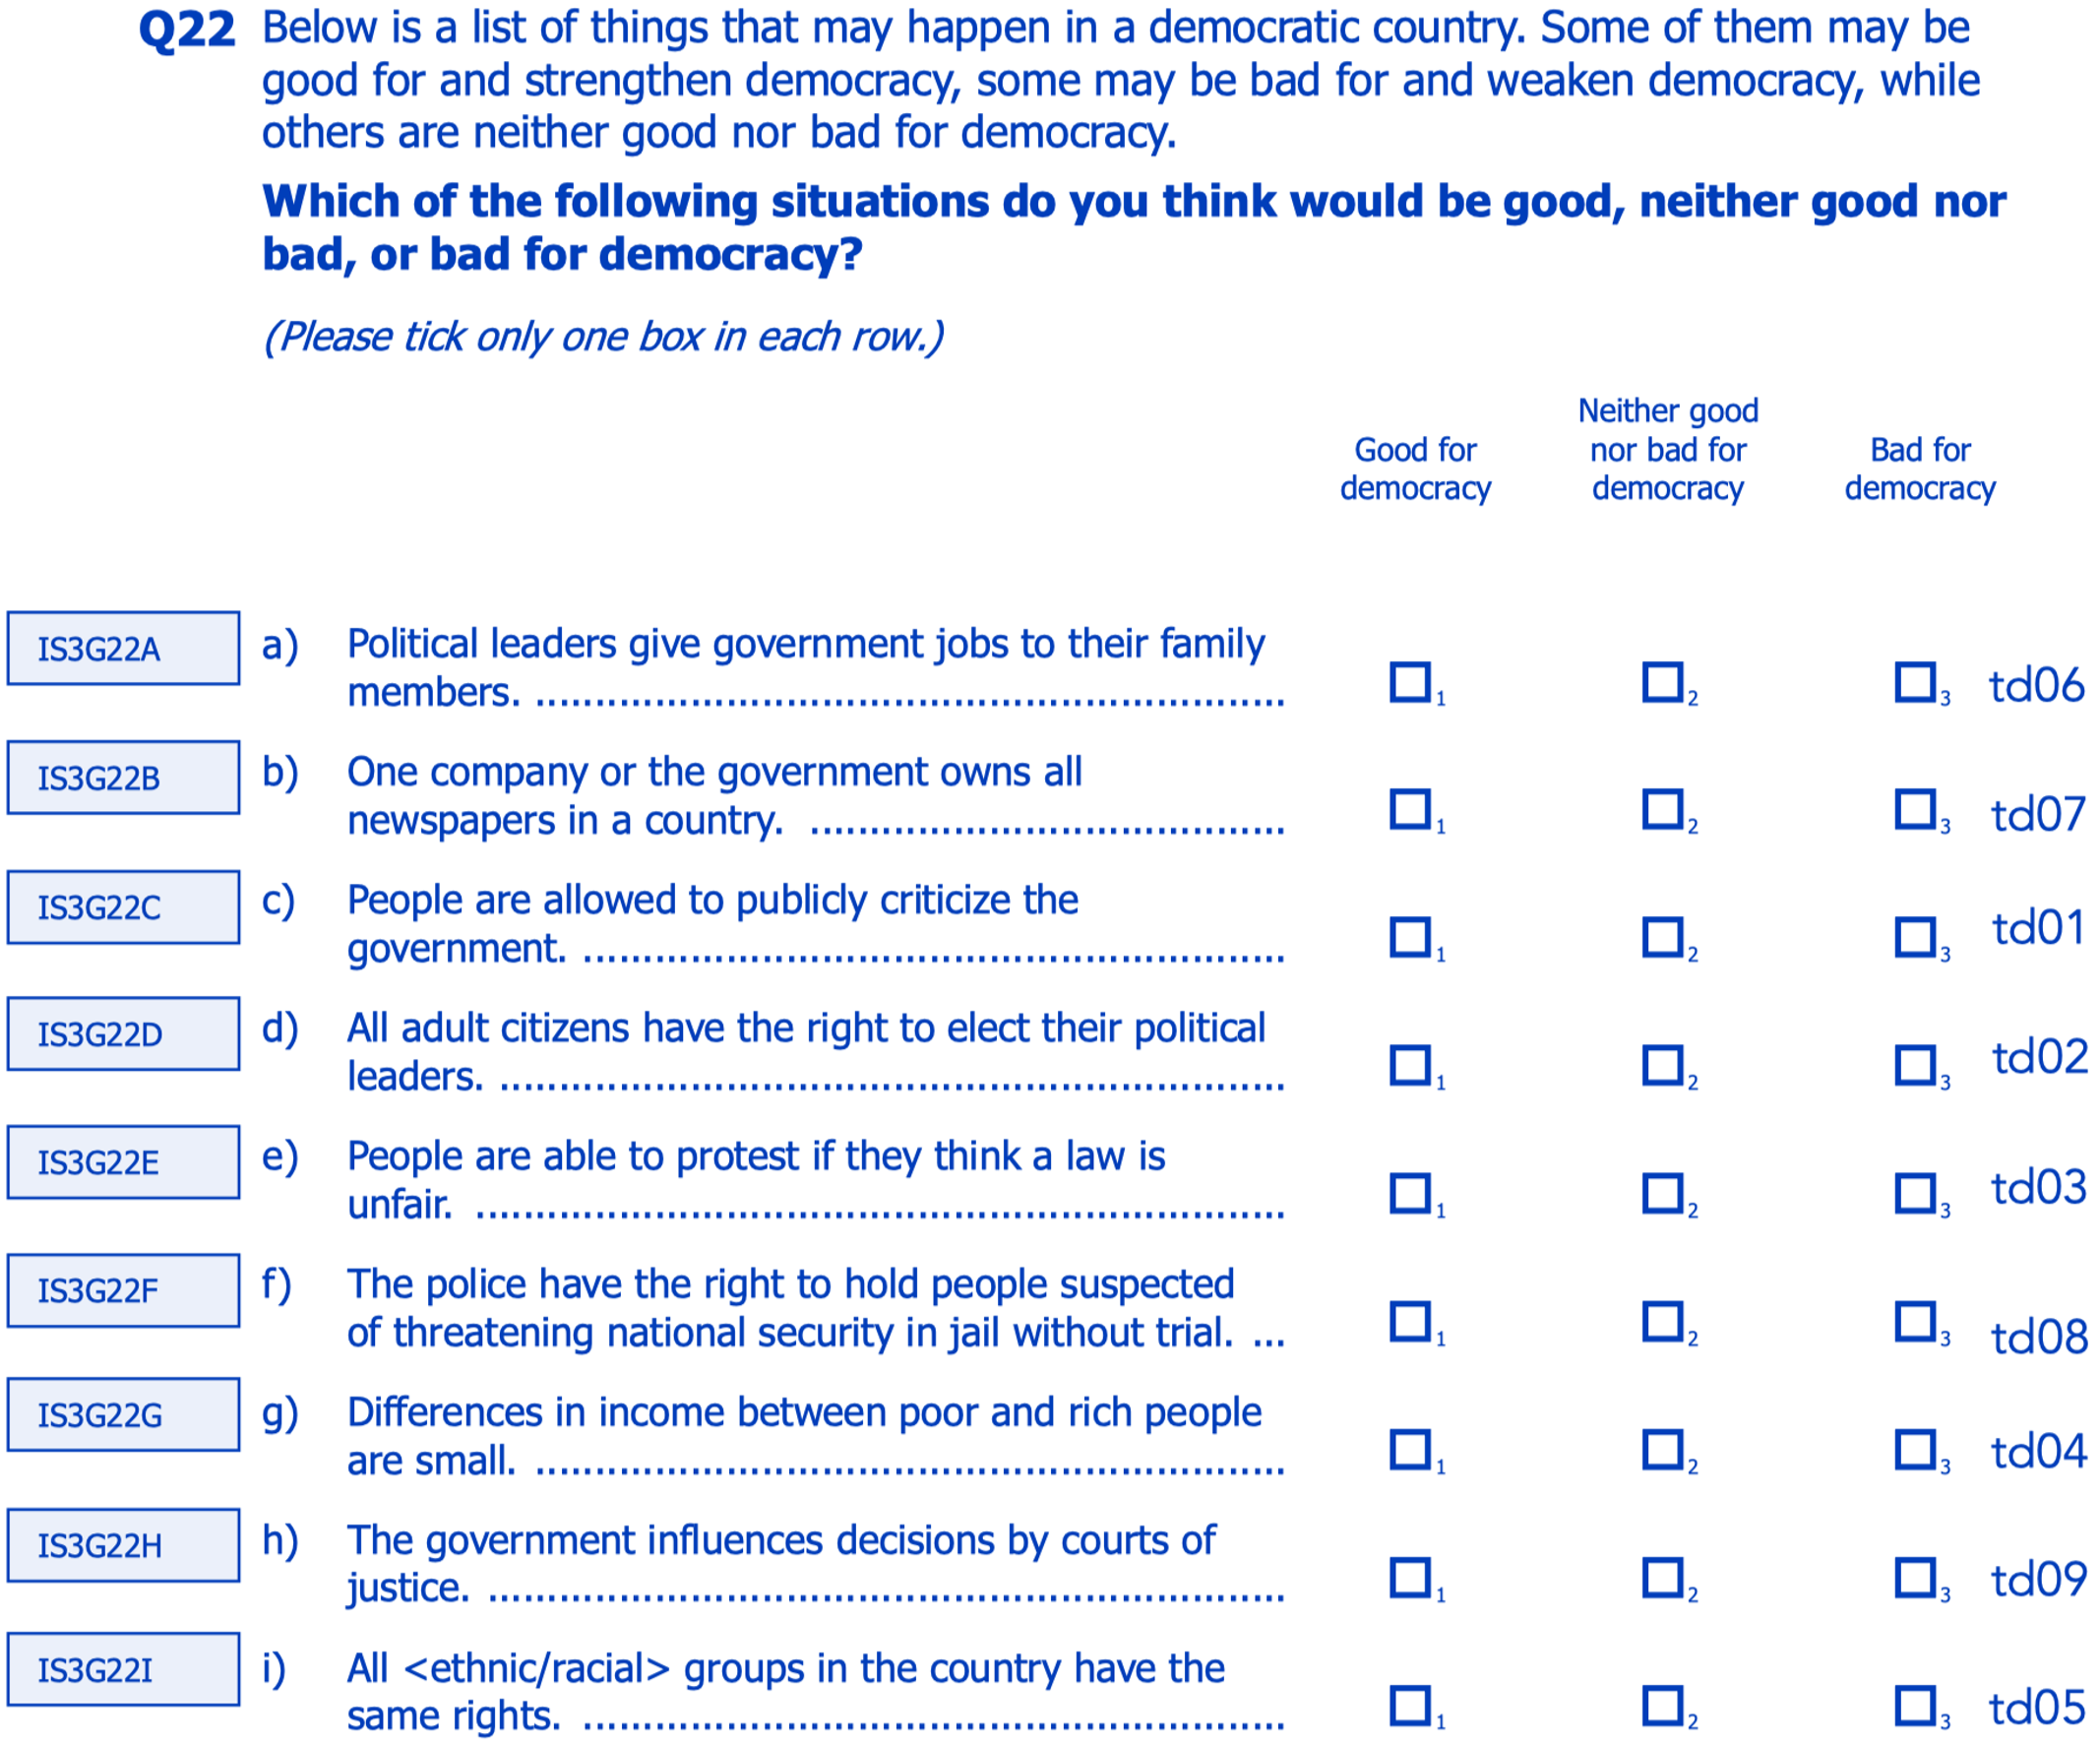 Q22 Below is a list of things that may happen in a democratic country. Some of them may be
good for and strengthen democracy, some may be bad for and weaken democracy, while
others are neither good nor bad for democracy.
Which of the following situations do you think would be good, neither good nor
bad, or bad for democracy?
(Please tick only one box in each row.)
Good for
democracy
Neither good
nor bad for
democracy
Bad for
democracy
IS3G22A a) Political leaders give government jobs to their family
members. ............................................................... 1 2 3 td06
IS3G22B b) One company or the government owns all
newspapers in a country. ........................................ 1 2 3 td07
IS3G22C c) People are allowed to publicly criticize the
government. ........................................................... 1 2 3 td01
IS3G22D d) All adult citizens have the right to elect their political
leaders. .................................................................. 1 2 3 td02
IS3G22E e) People are able to protest if they think a law is
unfair. .................................................................... 1 2 3 td03
IS3G22F f) The police have the right to hold people suspected
of threatening national security in jail without trial. ... 1 2 3 td08
IS3G22G g) Differences in income between poor and rich people
are small. ............................................................... 1 2 3 td04
IS3G22H h) The government influences decisions by courts of
justice. ................................................................... 1 2 3 td09
IS3G22I i) All <ethnic/racial> groups in the country have the
same rights. ........................................................... 1 2 3 td05